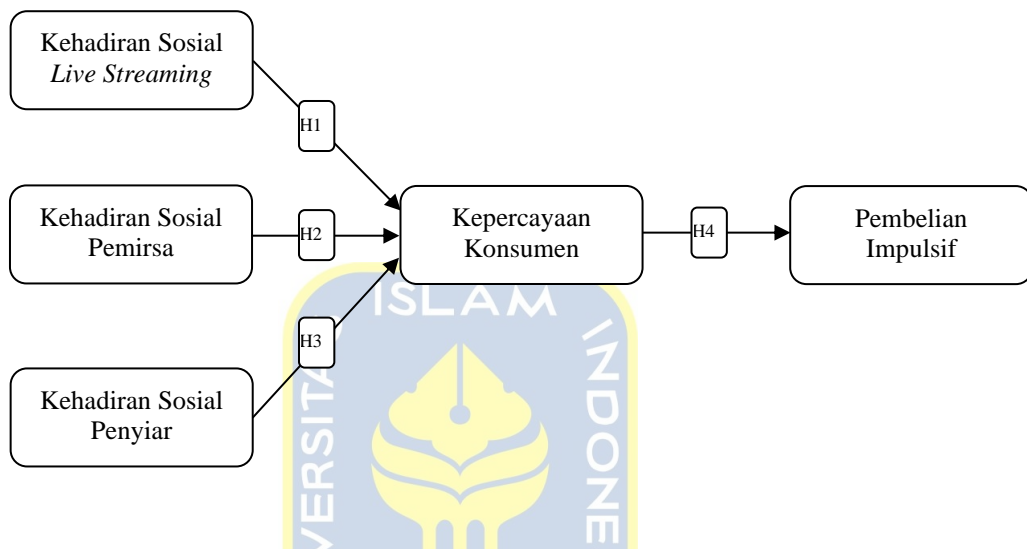 Kehadiran Sosial
Live Streaming
H1
Kehadiran Sosial
Pemirsa
H2
Kepercayaan
Konsumen
H4
Pembelian
Impulsif
H3
Kehadiran Sosial
Penyiar
ISLAM
VERSITAS
INDONE